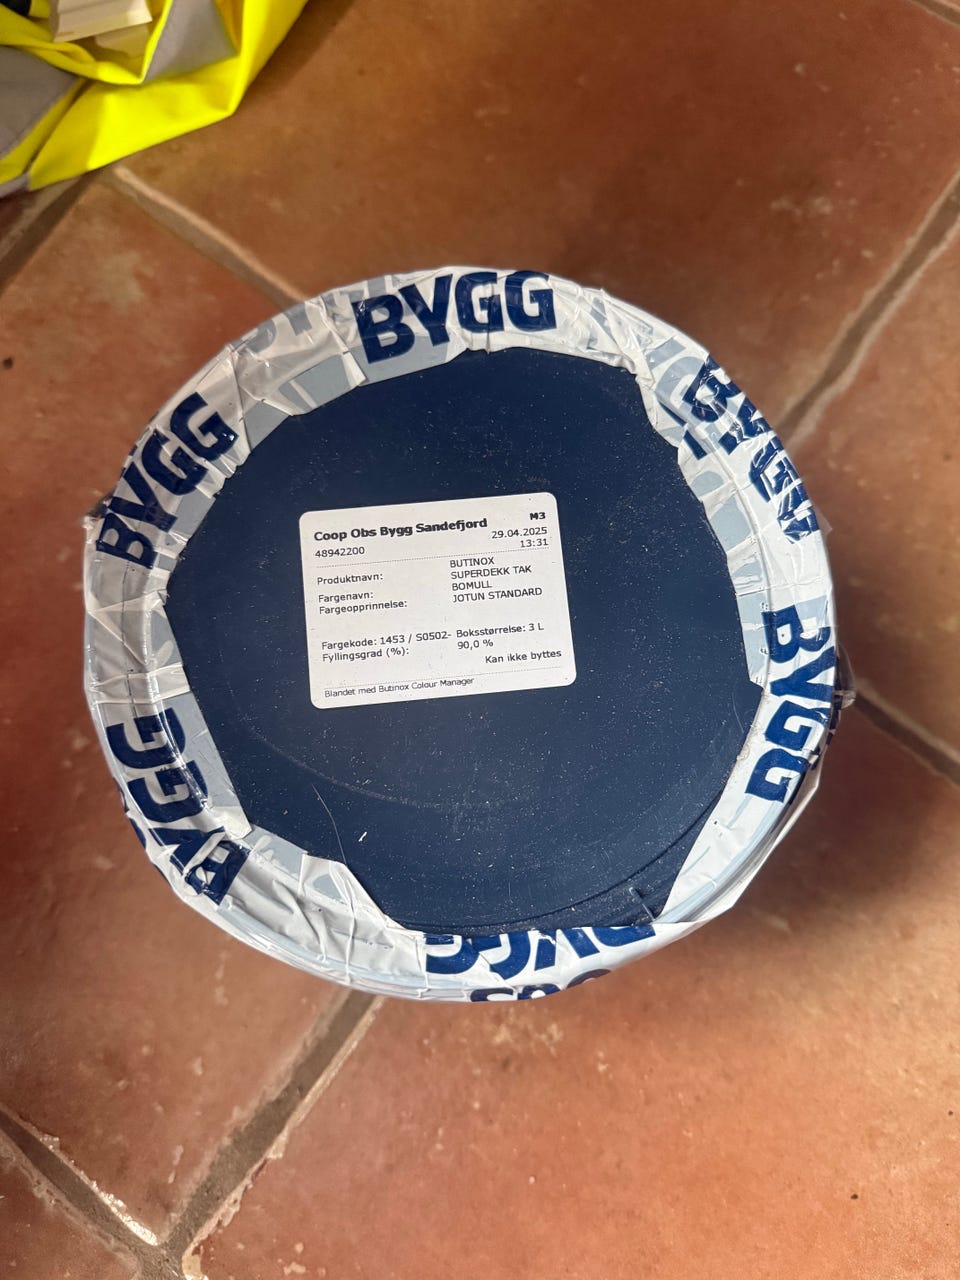 BYGG
BYGG
BYGG
Coop Obs Bygg Sandefjord M3
48942200 29.04.2025
13:31
Produktnavn: BUTINOX
SUPERDEKK TAK
Fargenavn: BOMULL
Fargeopprinnelse: JOTUN STANDARD
Fargekode: 1453 / S0502- Boksstørrelse: 3 L
Fyllingsgrad (%): 90,0 %
Kan ikke byttes
Blandet med Butinox Colour Manager
BYGG
BYGG
BYGG